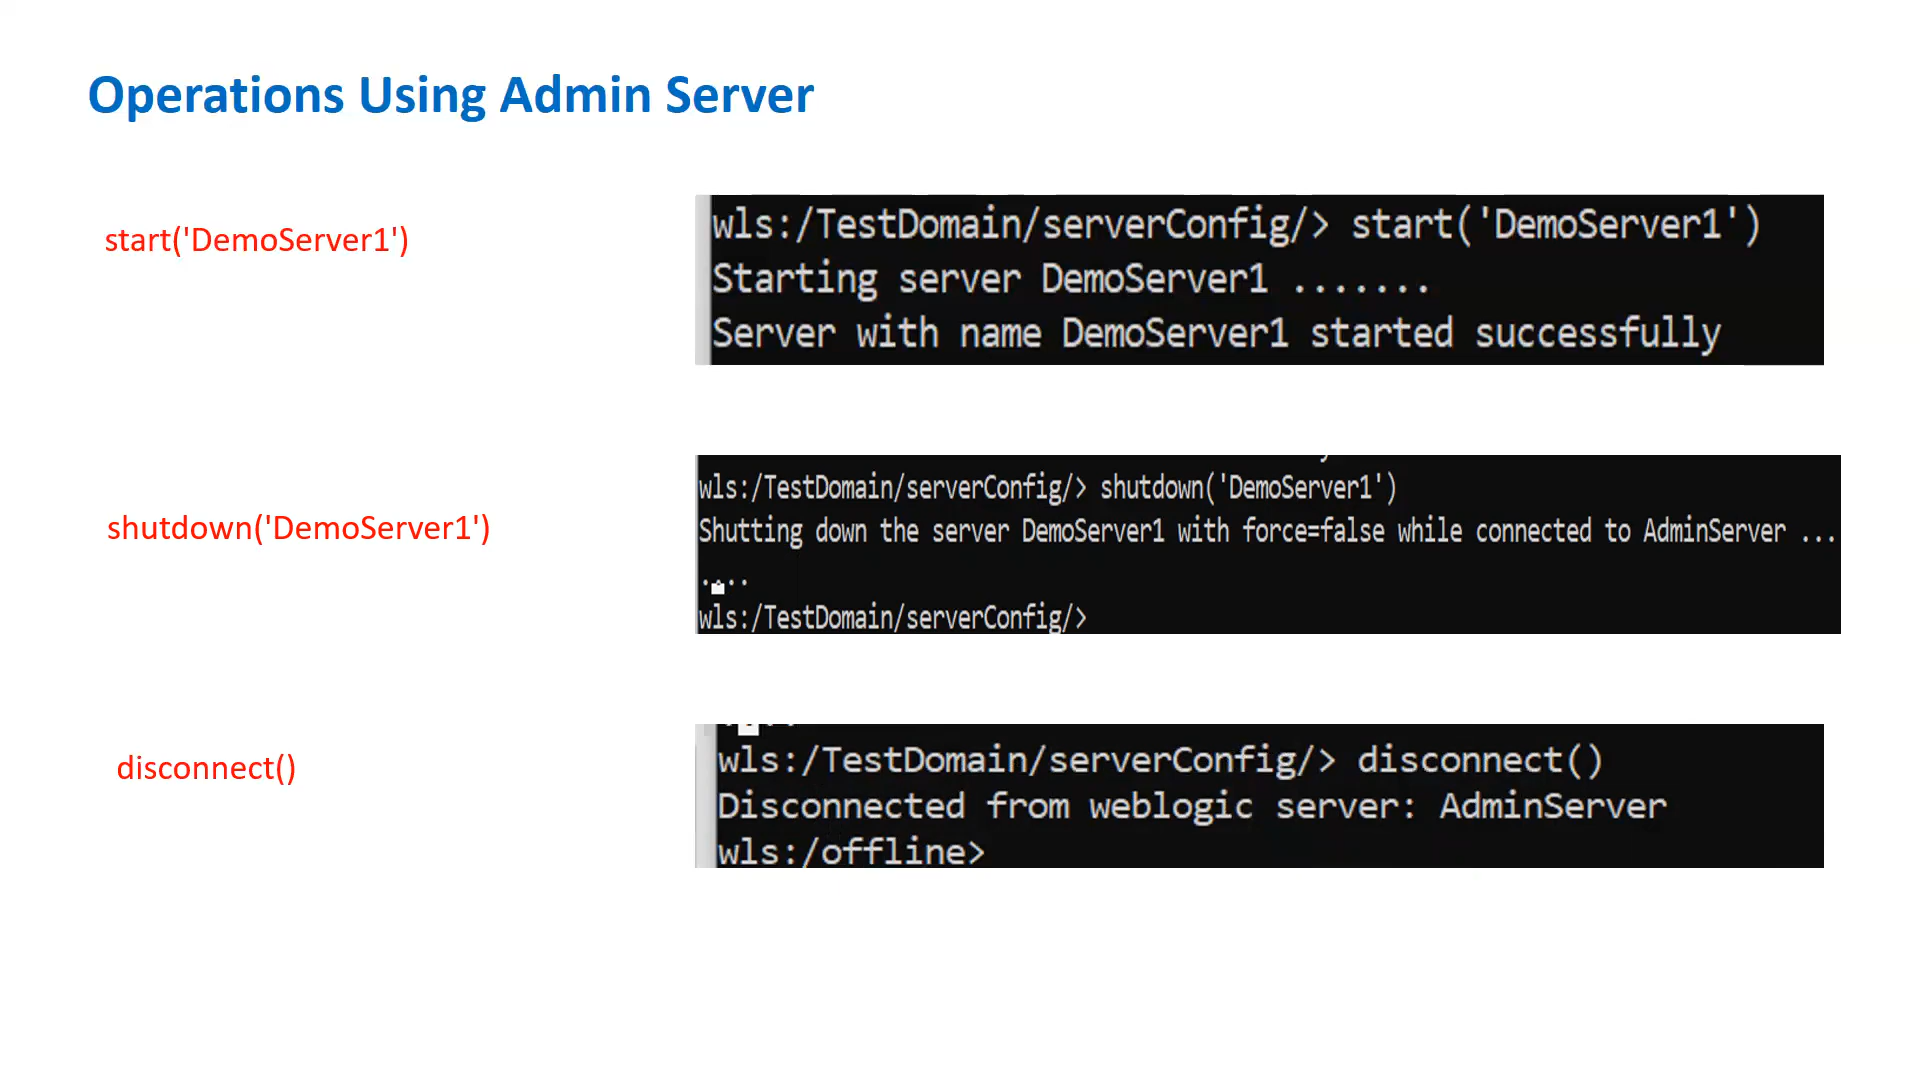 Operations Using Admin Server
start('DemoServer1')
wls:/TestDomain/serverConfig/> start('DemoServer1')
Starting server DemoServer1 .......
Server with name DemoServer1 started successfully
shutdown('DemoServer1')
wls:/TestDomain/serverConfig/> shutdown('DemoServer1')
Shutting down the server DemoServer1 with force=false while connected to AdminServer ...
....
wls:/TestDomain/serverConfig/>
disconnect()
wls:/TestDomain/serverConfig/> disconnect()
Disconnected from weblogic server: AdminServer
wls:/offline>